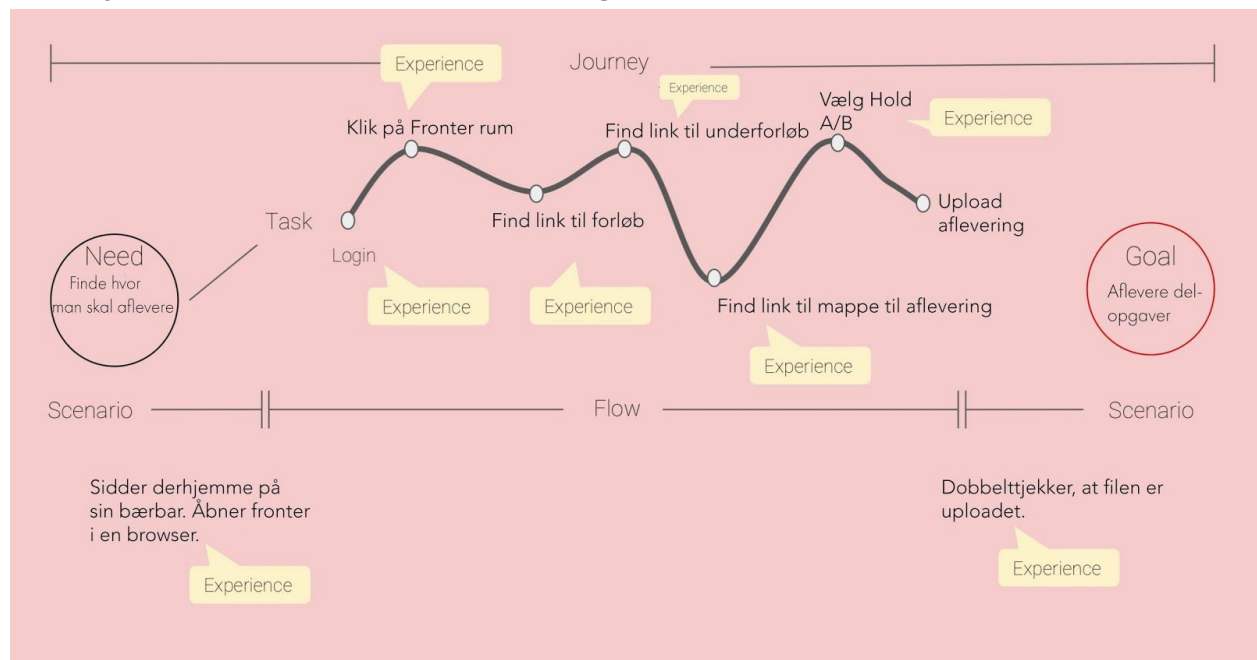 Journey
Experience
Experience
Klik på Fronter rum
Find link til underforløb
Vælg Hold
A/B
Experience
Task
Login
Find link til forløb
Upload
aflevering
Need
Finde hvor
man skal aflevere
Experience
Experience
Find link til mappe til aflevering
Experience
Goal
Aflevere del-
opgaver
Scenario
Flow
Scenario
Sidder derhjemme på
sin bærbar. Åbner fronter
i en browser.
Experience
Dobbelttjekker, at filen er
uploadet.
Experience